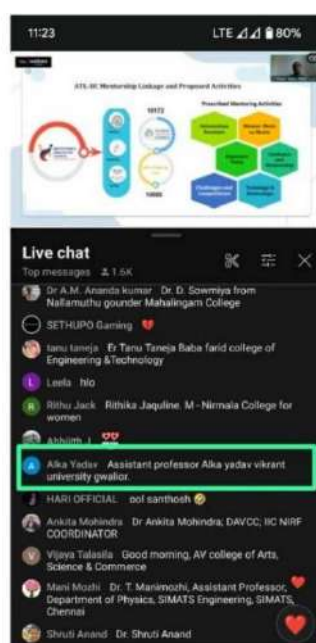 11:23
LTE
80%
ATL-IIC Mentorship Linkage and Proposed Activities
10172
10000
Prescribed Mentoring Activities
Live chat
Top messages 1.6K
Dr A.M. Ananda kumar Dr. D. Sowmiya from
Nallamuthu gounder Mahalingam College
SETHUPO Gaming 💔
tanu taneja Er Tanu Taneja Baba farid college of
Engineering &Technology
L Leela hlo
R Rithu Jack Rithika Jaquline. M - Nirmala College for
women
Abhijith J 💞
A Alka Yadav Assistant professor Alka yadav vikrant
university gwalior.
HARI OFFICIAL ool santhosh 🤣
Ankita Mohindra Dr Ankita Mohindra; DAVCC; IIC NIRF
COORDINATOR
Vijaya Talasila Good morning, AV college of Arts,
Science & Commerce
Mani Mozhi Dr. T. Manimozhi, Assistant Professor,
Department of Physics, SIMATS Engineering, SIMATS,
Chennai
Shruti Anand Dr. Shruti Anand